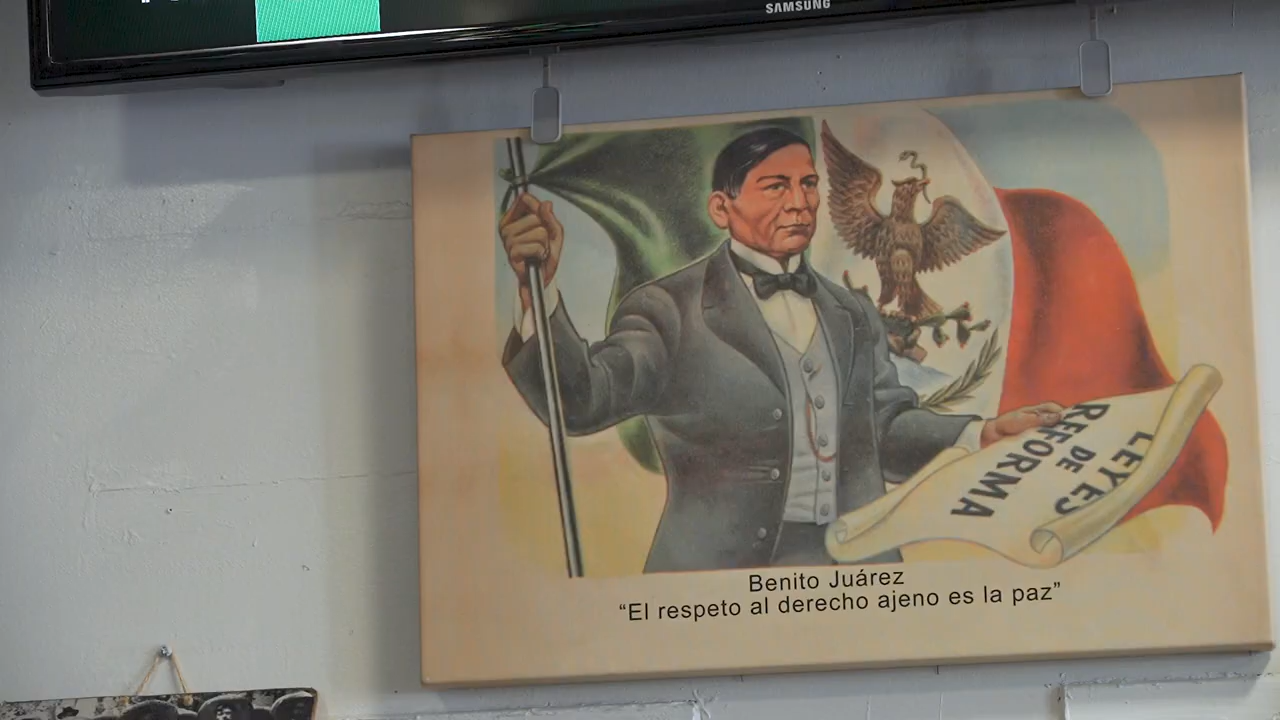 SAMSUNG
LEYES
DE
REFORMA
Benito Juárez
“El respeto al derecho ajeno es la paz”